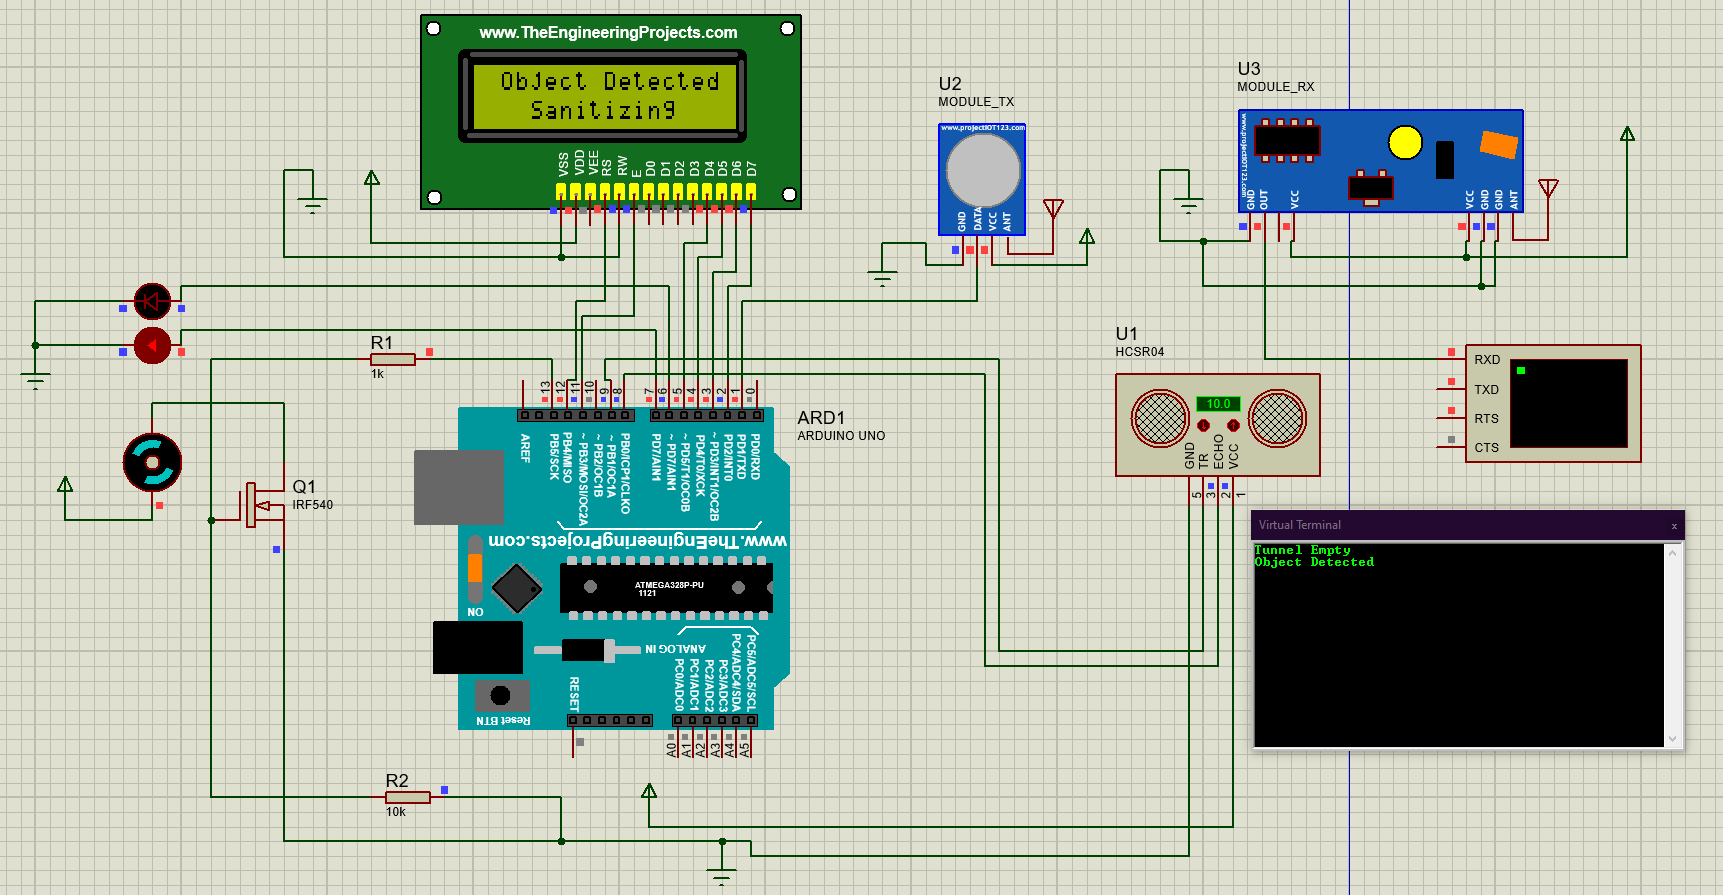 www.TheEngineeringProjects.com
Object Detected
Sanitizing
VSS
VDD
VEE
RS
RW
E
D0
D1
D2
D3
D4
D5
D6
D7
U2
MODULE_TX
www.projectIOT123.com
GND
DATA
VCC
ANT
U3
MODULE_RX
www.projectIOT123.com
GND
OUT
VCC
VCC
GND
GND
ANT
R1
1k
U1
HCSR04
10.0
GND
TR
ECHO
VCC
5
3
2
1
RXD
TXD
RTS
CTS
13
12
11
10
9
8
7
6
5
4
3
2
1
0
ARD1
ARDUINO UNO
AREF
PB5/SCK
PB4/MISO
~ PB3/MOSI/OC2A
~ PB2/OC1B
~ PB1/OC1A
PB0/ICP1/CLKO
PD7/AIN1
~ PD7/AIN1
~ PD5/T1/OC0B
PD4/T0/XCK
~ PD3/INT1/OC2B
PD2/INT0
PD1/TXD
PD0/RXD
www.TheEngineeringProjects.com
ATMEGA328P-PU
1121
ON
ANALOG IN
RESET
Reset BTN
PC0/ADC0
PC1/ADC1
PC2/ADC2
PC3/ADC3
PC4/ADC4/SDA
PC5/ADC5/SCL
A0
A1
A2
A3
A4
A5
Q1
IRF540
R2
10k
Virtual Terminal
x
Tunnel Empty
Object Detected